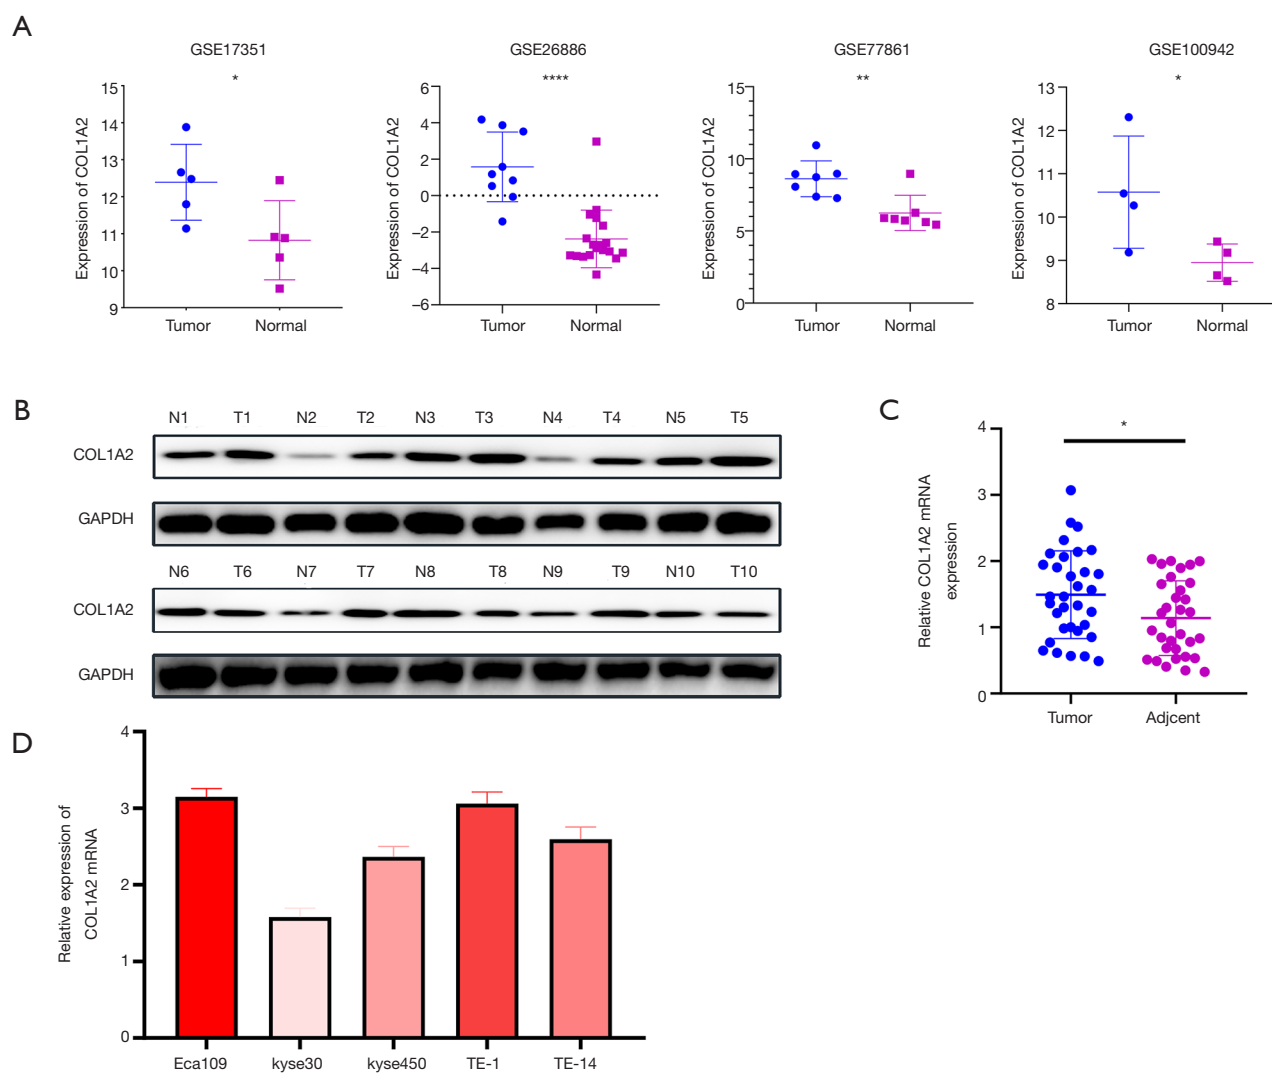 A
GSE17351
*
Expression of COL1A2
15
14
13
12
11
10
9
Tumor
Normal
GSE26886
****
Expression of COL1A2
6
4
2
0
−2
−4
−6
Tumor
Normal
GSE77861
**
Expression of COL1A2
15
10
5
0
Tumor
Normal
GSE100942
*
Expression of COL1A2
13
12
11
10
9
8
Tumor
Normal
B
N1 T1 N2 T2 N3 T3 N4 T4 N5 T5
COL1A2
GAPDH
N6 T6 N7 T7 N8 T8 N9 T9 N10 T10
COL1A2
GAPDH
C
*
Relative COL1A2 mRNA
expression
4
3
2
1
0
Tumor
Adjcent
D
Relative expression of
COL1A2 mRNA
4
3
2
1
0
Eca109
kyse30
kyse450
TE-1
TE-14